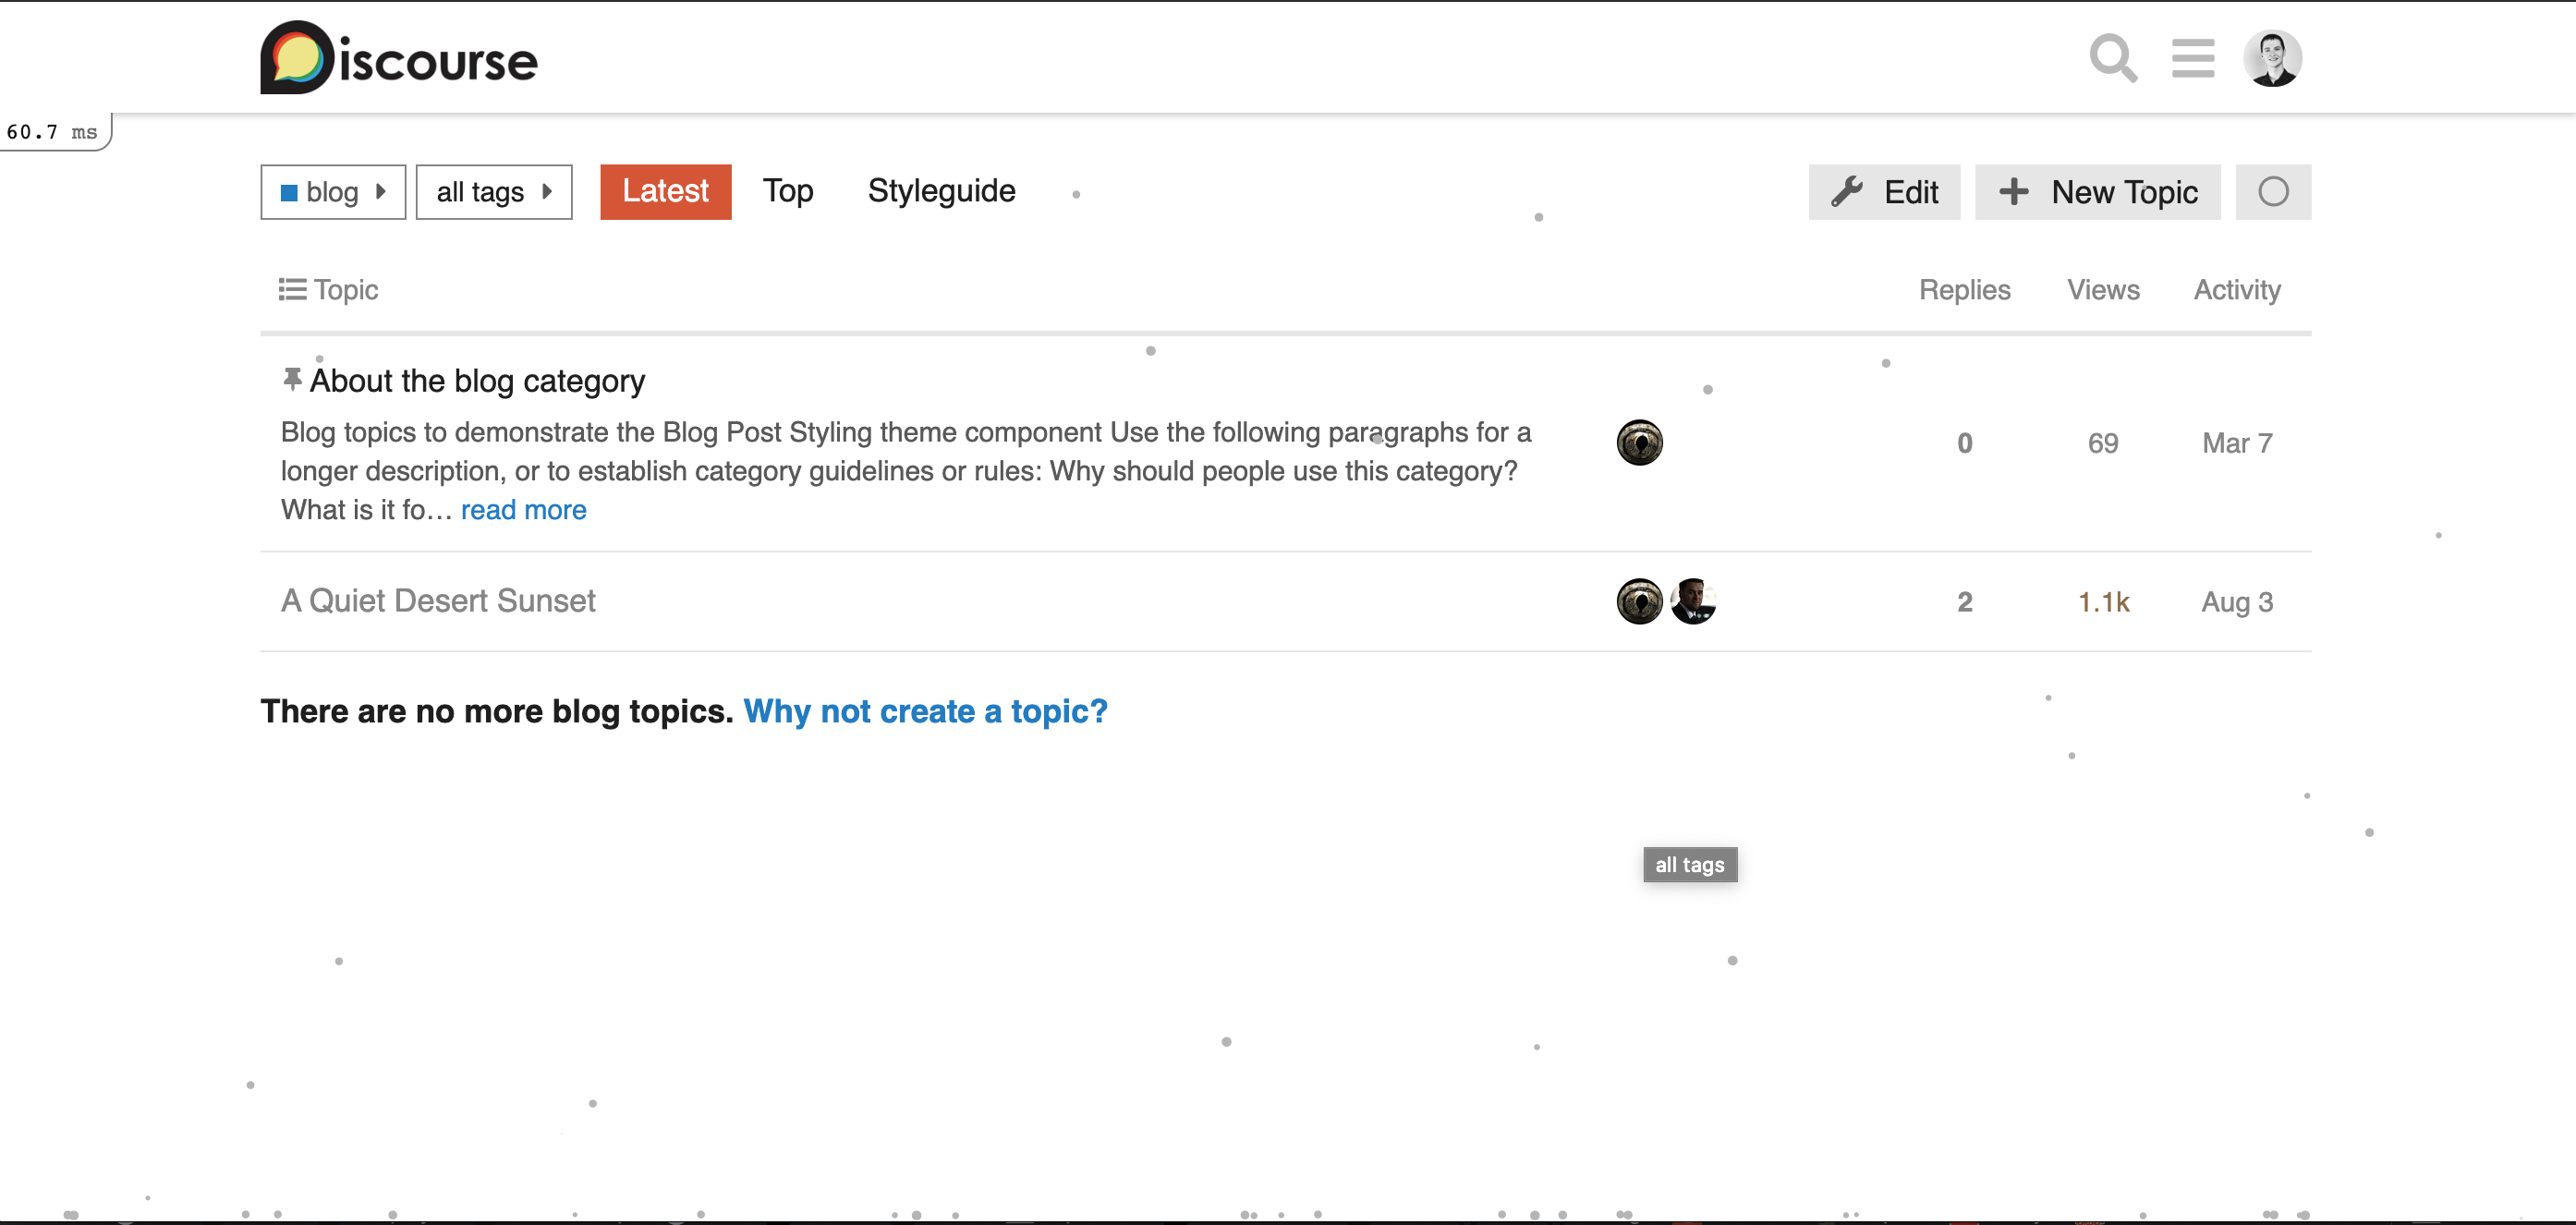 Discourse
60.7 ms
blog
all tags
Latest
Top
Styleguide
Edit
New Topic
Topic
Replies
Views
Activity
About the blog category
Blog topics to demonstrate the Blog Post Styling theme component Use the following paragraphs for a
longer description, or to establish category guidelines or rules: Why should people use this category?
What is it fo… read more
0
69
Mar 7
A Quiet Desert Sunset
2
1.1k
Aug 3
There are no more blog topics. Why not create a topic?
all tags